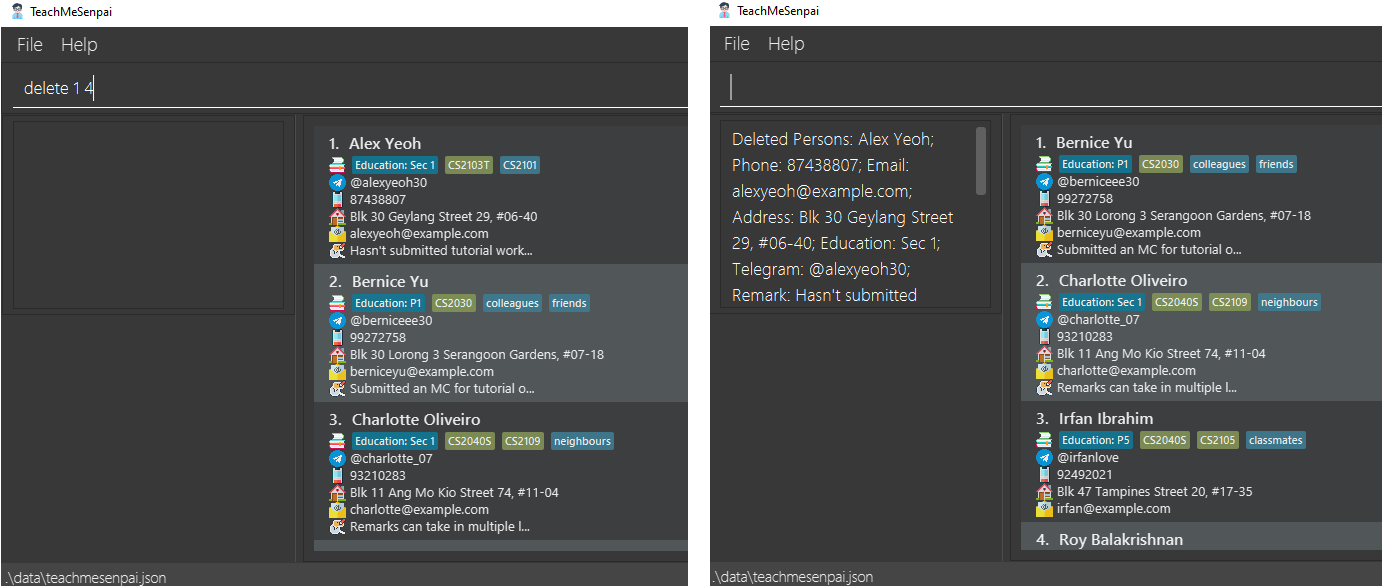 TeachMeSenpai
File Help
delete 1 4
1. Alex Yeoh
Education: Sec 1 CS2103T CS2101
@alexyeoh30
87438807
Blk 30 Geylang Street 29, #06-40
alexyeoh@example.com
Hasn't submitted tutorial work...
2. Bernice Yu
Education: P1 CS2030 colleagues friends
@berniceee30
99272758
Blk 30 Lorong 3 Serangoon Gardens, #07-18
berniceyu@example.com
Submitted an MC for tutorial o...
3. Charlotte Oliveiro
Education: Sec 1 CS2040S CS2109 neighbours
@charlotte_07
93210283
Blk 11 Ang Mo Kio Street 74, #11-04
charlotte@example.com
Remarks can take in multiple l...
.\data\teachmesenpai.json
TeachMeSenpai
File Help
Deleted Persons: Alex Yeoh;
Phone: 87438807; Email:
alexyeoh@example.com;
Address: Blk 30 Geylang Street
29, #06-40; Education: Sec 1;
Telegram: @alexyeoh30;
Remark: Hasn't submitted
1. Bernice Yu
Education: P1 CS2030 colleagues friends
@berniceee30
99272758
Blk 30 Lorong 3 Serangoon Gardens, #07-18
berniceyu@example.com
Submitted an MC for tutorial o...
2. Charlotte Oliveiro
Education: Sec 1 CS2040S CS2109 neighbours
@charlotte_07
93210283
Blk 11 Ang Mo Kio Street 74, #11-04
charlotte@example.com
Remarks can take in multiple l...
3. Irfan Ibrahim
Education: P5 CS2040S CS2105 classmates
@irfanlove
92492021
Blk 47 Tampines Street 20, #17-35
irfan@example.com
4. Roy Balakrishnan
.\data\teachmesenpai.json